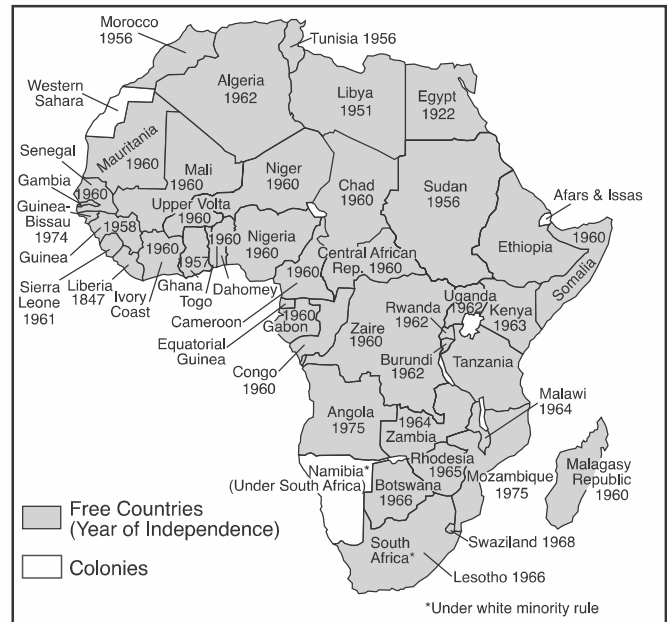 Morocco
1956
Tunisia 1956
Western
Sahara
Algeria
1962
Libya
1951
Egypt
1922
Mauritania
1960
Senegal
1960
Gambia
Guinea-
Bissau
1974
Guinea
1958
Sierra
Leone
1961
Liberia
1847
Ivory
Coast
1960
Mali
1960
Upper Volta
1960
Ghana
1957
Togo
1960
Dahomey
Niger
1960
Nigeria
1960
Chad
1960
Sudan
1956
Afars & Issas
Ethiopia
1960
Somalia
Central African
Rep. 1960
Cameroon
1960
Equatorial
Guinea
1960
Gabon
Congo
1960
Zaire
1960
Rwanda
1962
Burundi
1962
Uganda
1962
Kenya
1963
Tanzania
Malawi
1964
Angola
1975
1964
Zambia
Rhodesia
1965
Mozambique
1975
Malagasy
Republic
1960
Namibia*
(Under South Africa)
Botswana
1966
Swaziland 1968
South
Africa*
Lesotho 1966
Free Countries
(Year of Independence)
Colonies
*Under white minority rule